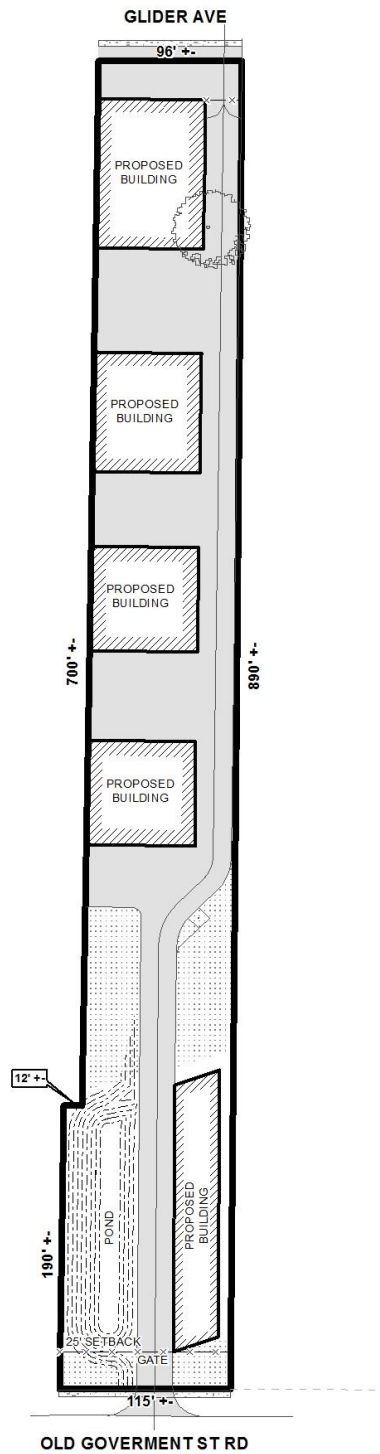 GLIDER AVE
96' +-
PROPOSED
BUILDING
PROPOSED
BUILDING
PROPOSED
BUILDING
700' +-
890' +-
PROPOSED
BUILDING
12' +-
190' +-
POND
PROPOSED
BUILDING
25' SETBACK
GATE
115' +-
OLD GOVERMENT ST RD